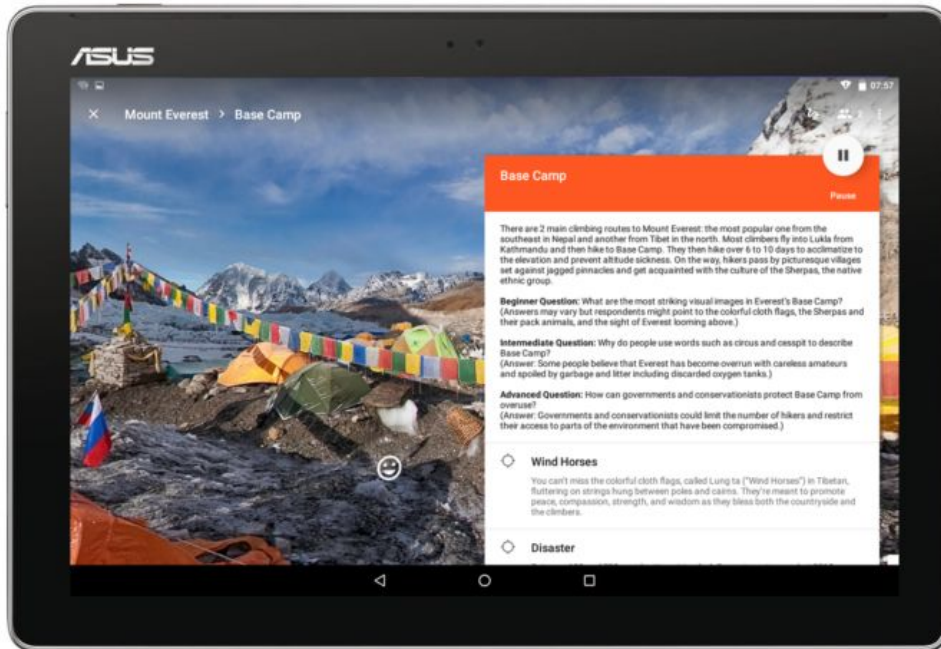 ASUS
07:57
Mount Everest > Base Camp
Base Camp
Pause
There are 2 main climbing routes to Mount Everest: the most popular one from the
southeast in Nepal and another from Tibet in the north. Most climbers fly into Lukla from
Kathmandu and then hike to Base Camp. They then hike over 6 to 10 days to acclimatize to
the elevation and prevent altitude sickness. On the way, hikers pass by picturesque villages
set against jagged pinnacles and get acquainted with the culture of the Sherpas, the native
ethnic group.
Beginner Question: What are the most striking visual images in Everest's Base Camp?
(Answers may vary but respondents might point to the colorful cloth flags, the Sherpas and
their pack animals, and the sight of Everest looming above.)
Intermediate Question: Why do people use words such as circus and cesspit to describe
Base Camp?
(Answer: Some people believe that Everest has become overrun with careless amateurs
and spoiled by garbage and litter including discarded oxygen tanks.)
Advanced Question: How can governments and conservationists protect Base Camp from
overuse?
(Answer: Governments and conservationists could limit the number of hikers and restrict
their access to parts of the environment that have been compromised.)
Wind Horses
You can't miss the colorful cloth flags, called Lung ta ("Wind Horses") in Tibetan,
fluttering on strings hung between poles and cairns. They're meant to promote
peace, compassion, strength, and wisdom as they bless both the countryside and
the climbers.
Disaster